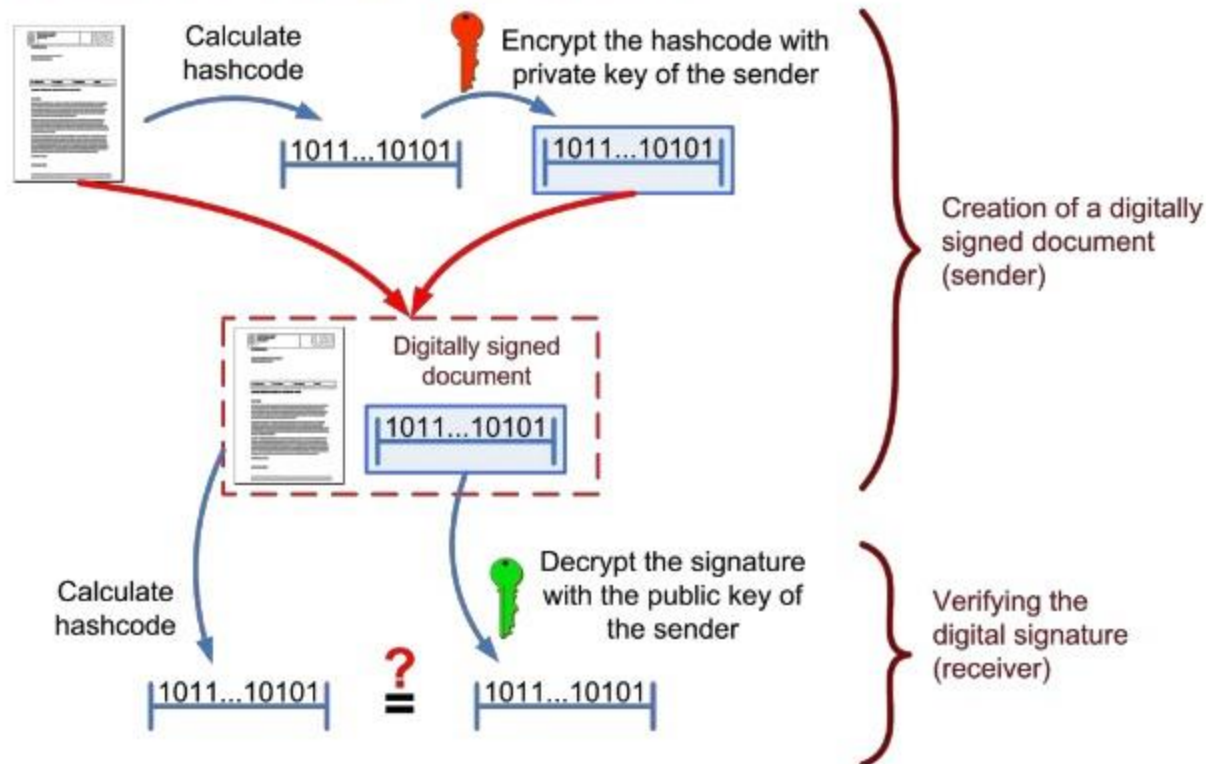 Calculate
hashcode
Encrypt the hashcode with
private key of the sender
1011...10101
1011...10101
Creation of a digitally
signed document
(sender)
Digitally signed
document
1011...10101
Calculate
hashcode
Decrypt the signature
with the public key of
the sender
Verifying the
digital signature
(receiver)
1011...10101
?
=
1011...10101